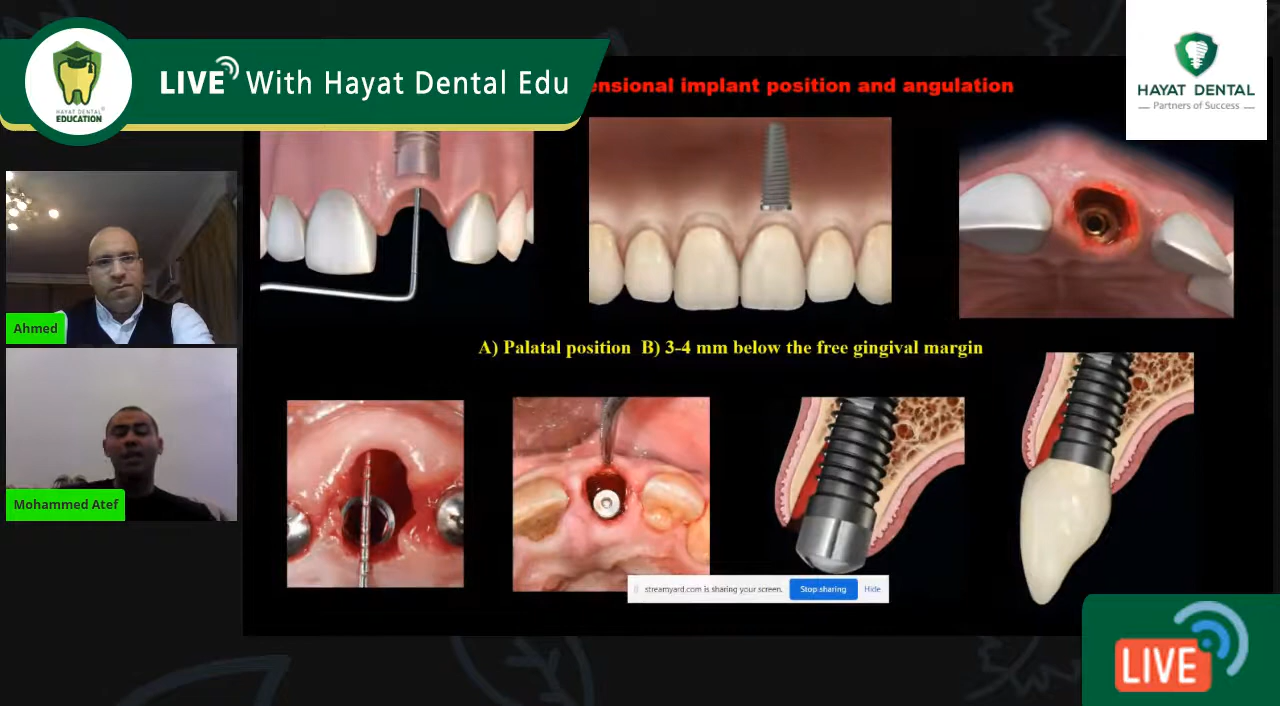 LIVE With Hayat Dental Edu
HAYAT DENTAL
EDUCATION
ensional implant position and angulation
HAYAT DENTAL
Partners of Success
Ahmed
A) Palatal position B) 3-4 mm below the free gingival margin
Mohammed Atef
streamyard.com is sharing your screen.
Stop sharing
Hide
LIVE